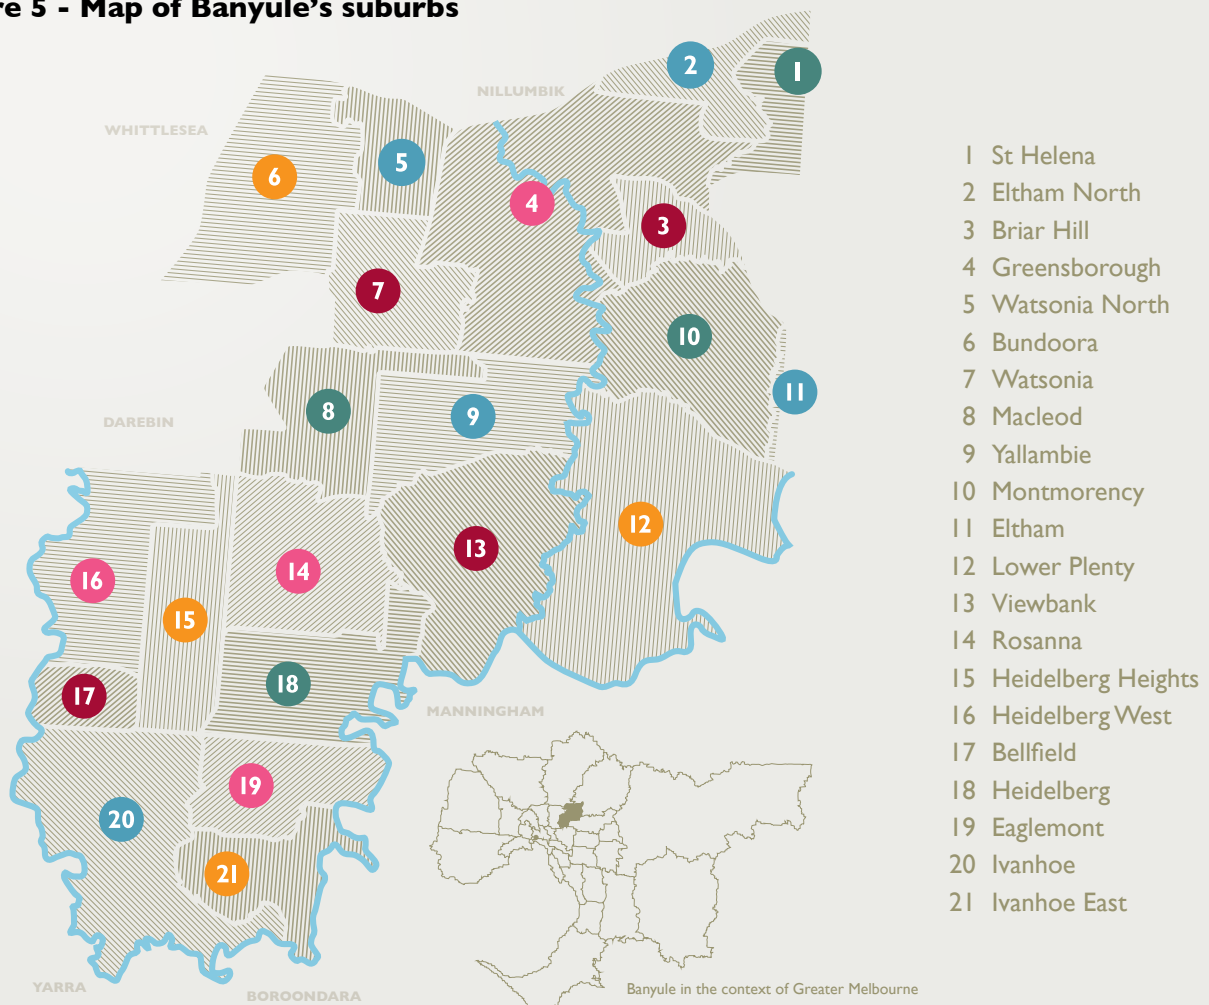 re 5 - Map of Banyule's suburbs
NILLUMBIK
WHITTLESEA
DAREBIN
MANNINGHAM
YARRA
BOROONDARA
1
2
3
4
5
6
7
8
9
10
11
12
13
14
15
16
17
18
19
20
21
1 St Helena
2 Eltham North
3 Briar Hill
4 Greensborough
5 Watsonia North
6 Bundoora
7 Watsonia
8 Macleod
9 Yallambie
10 Montmorency
11 Eltham
12 Lower Plenty
13 Viewbank
14 Rosanna
15 Heidelberg Heights
16 Heidelberg West
17 Bellfield
18 Heidelberg
19 Eaglemont
20 Ivanhoe
21 Ivanhoe East
Banyule in the context of Greater Melbourne